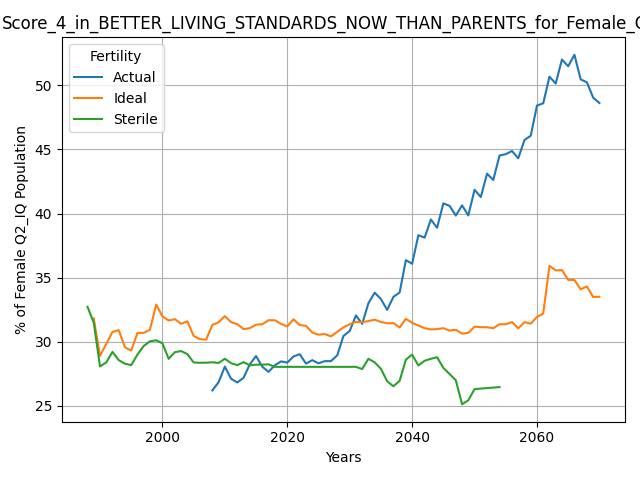 Score_4_in_BETTER_LIVING_STANDARDS_NOW_THAN_PARENTS_for_Female_
Fertility
Actual
Ideal
Sterile
% of Female Q2_IQ Population
50
45
40
35
30
25
2000
2020
2040
2060
Years